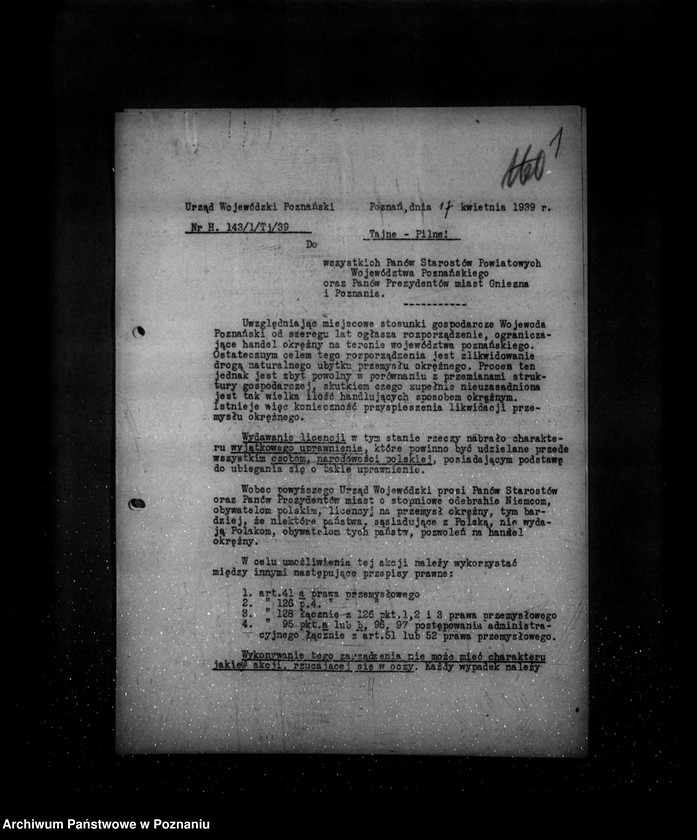 160 1
Urząd Wojewódzki Poznański Poznań, dnia 17 kwietnia 1939 r.
Nr H. 143/1/Tj/39 Tajne - Pilne!
Do
wszystkich Panów Starostów Powiatowych
Województwa Poznańskiego
oraz Panów Prezydentów miast Gniezna
i Poznania.
-----------
Uwzględniając miejscowe stosunki gospodarcze Wojewoda
Poznański od szeregu lat ogłasza rozporządzenie, ogranicza-
jące handel okrężny na terenie województwa poznańskiego.
Ostatecznym celem tego rozporządzenia jest zlikwidowanie
drogą naturalnego ubytku przemysłu okrężnego. Proces ten
jednak jest zbyt powolny w porównaniu z przemianami struk-
tury gospodarczej, skutkiem czego zupełnie nieuzasadniona
jest tak wielka ilość handlujących sposobem okrężnym.
Istnieje więc konieczność przyspieszenia likwidacji prze-
mysłu okrężnego.
Wydawanie licencji w tym stanie rzeczy nabrało charakte-
ru wyjątkowego uprawnienia, które powinno być udzielane przede
wszystkim osobom, narodowości polskiej, posiadającym podstawę
do ubiegania się o takie uprawnienie.
Wobec powyższego Urząd Wojewódzki prosi Panów Starostów
oraz Panów Prezydentów miast o stopniowe odebranie Niemcom,
obywatelom polskim, licencyj na przemysł okrężny, tym bar-
dziej, że niektóre państwa, sąsiadujące z Polską, nie wyda-
ją Polakom, obywatelom tych państw, pozwoleń na handel
okrężny.
W celu umożliwienia tej akcji należy wykorzystać
między innymi następujące przepisy prawne:
1. art.41 a prawa przemysłowego
2. " 126 p.4. " "
3. " 128 łącznie z 126 pkt.1,2 i 3 prawa przemysłowego
4. " 95 pkt.a lub h, 96, 97 postępowania administra-
cyjnego łącznie z art.51 lub 52 prawa przemysłowego.
Wykonywanie tego zarządzenia nie może mieć charakteru
jakiejś akcji, rzucającej się w oczy. Każdy wypadek należy
Archiwum Państwowe w Poznaniu